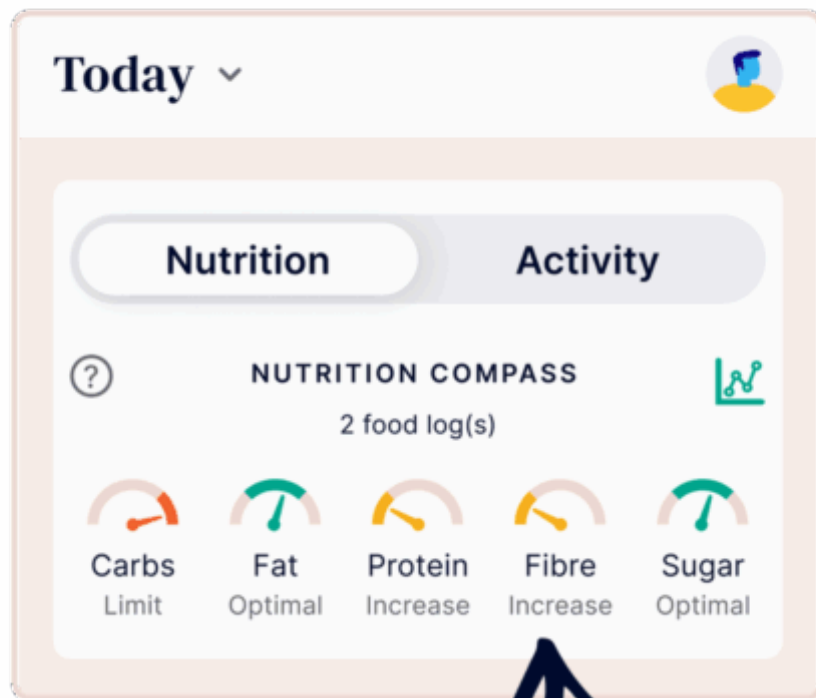 Today
Nutrition Activity
?
NUTRITION COMPASS
2 food log(s)
Carbs Fat Protein Fibre Sugar
Limit Optimal Increase Increase Optimal